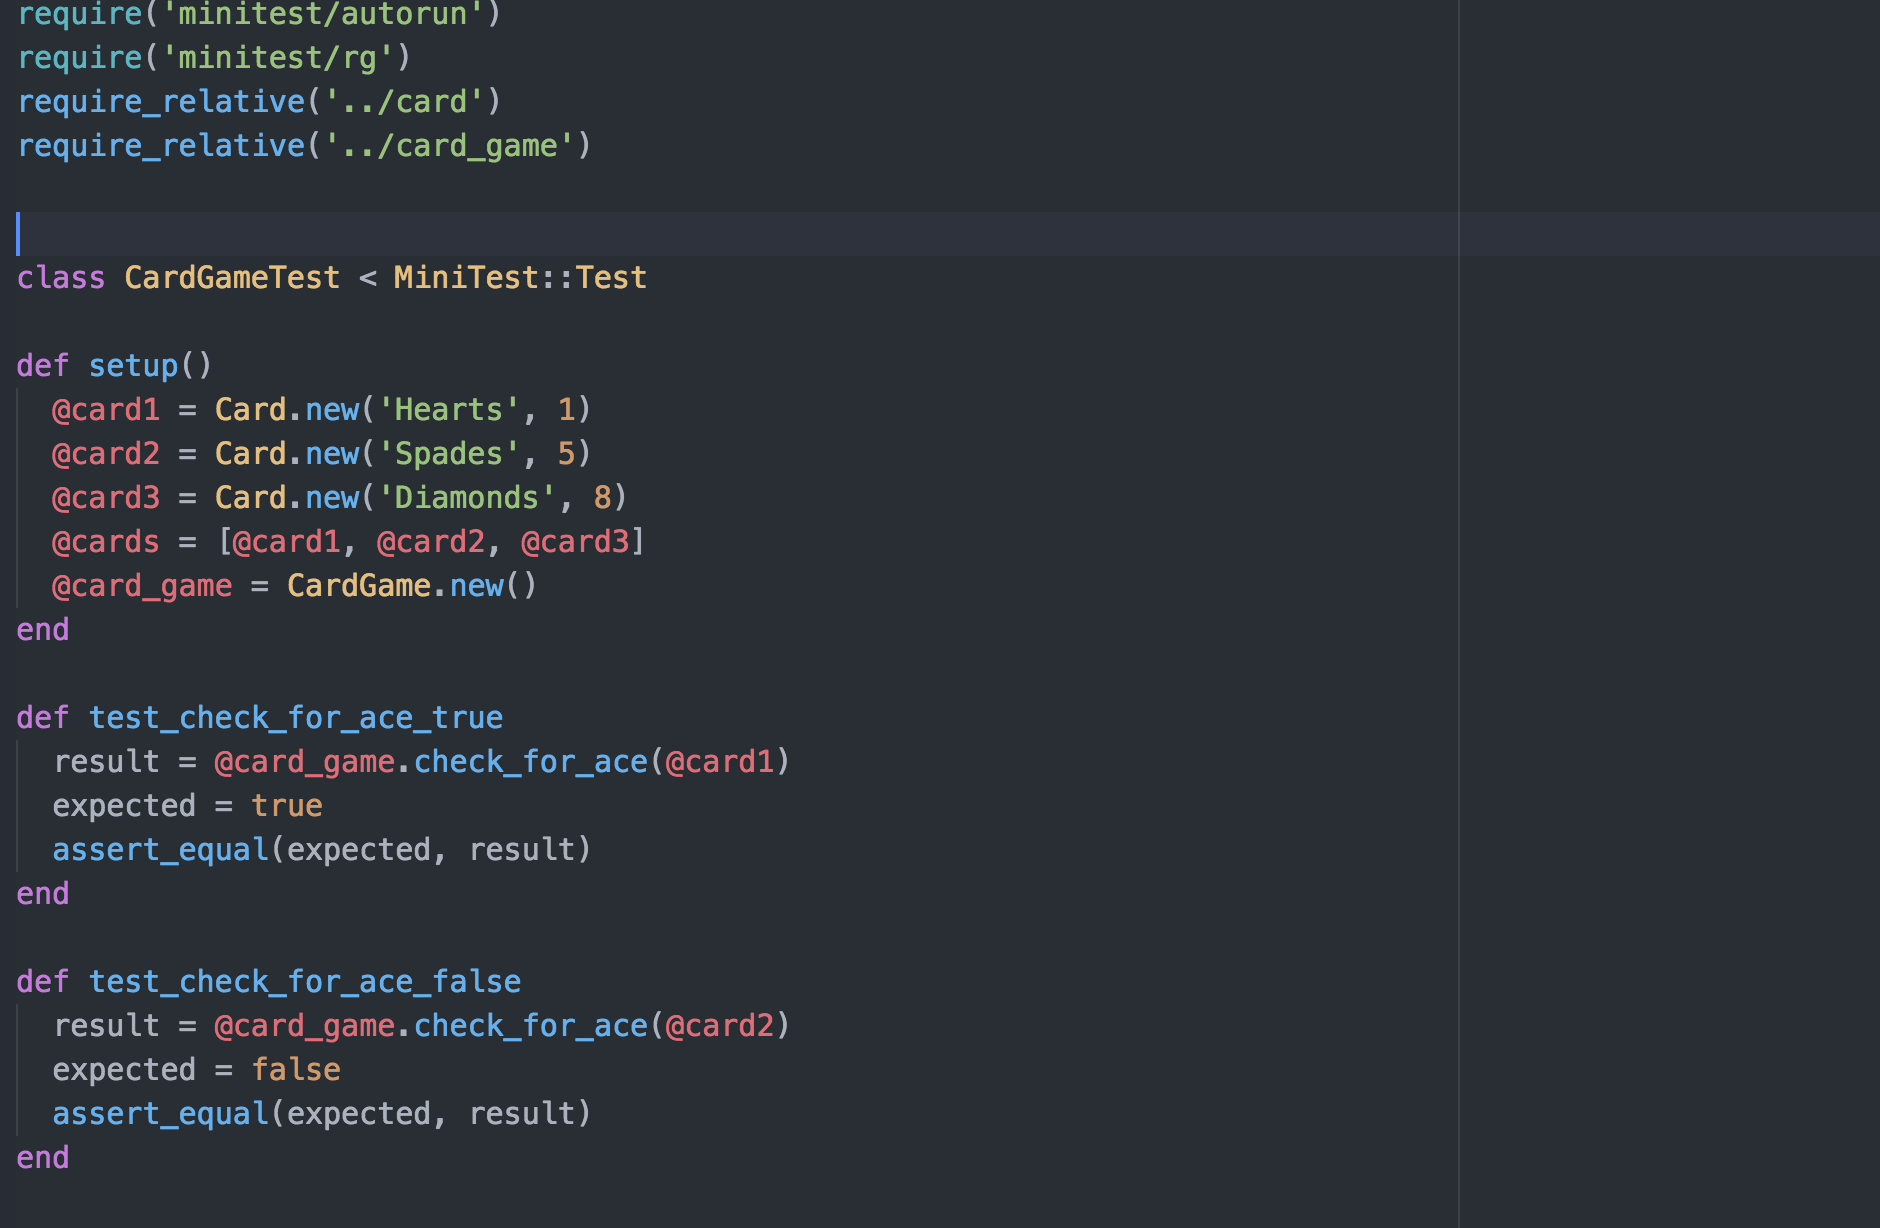 require('minitest/autorun')
require('minitest/rg')
require_relative('../card')
require_relative('../card_game')
class CardGameTest < MiniTest::Test
def setup()
@card1 = Card.new('Hearts', 1)
@card2 = Card.new('Spades', 5)
@card3 = Card.new('Diamonds', 8)
@cards = [@card1, @card2, @card3]
@card_game = CardGame.new()
end
def test_check_for_ace_true
result = @card_game.check_for_ace(@card1)
expected = true
assert_equal(expected, result)
end
def test_check_for_ace_false
result = @card_game.check_for_ace(@card2)
expected = false
assert_equal(expected, result)
end